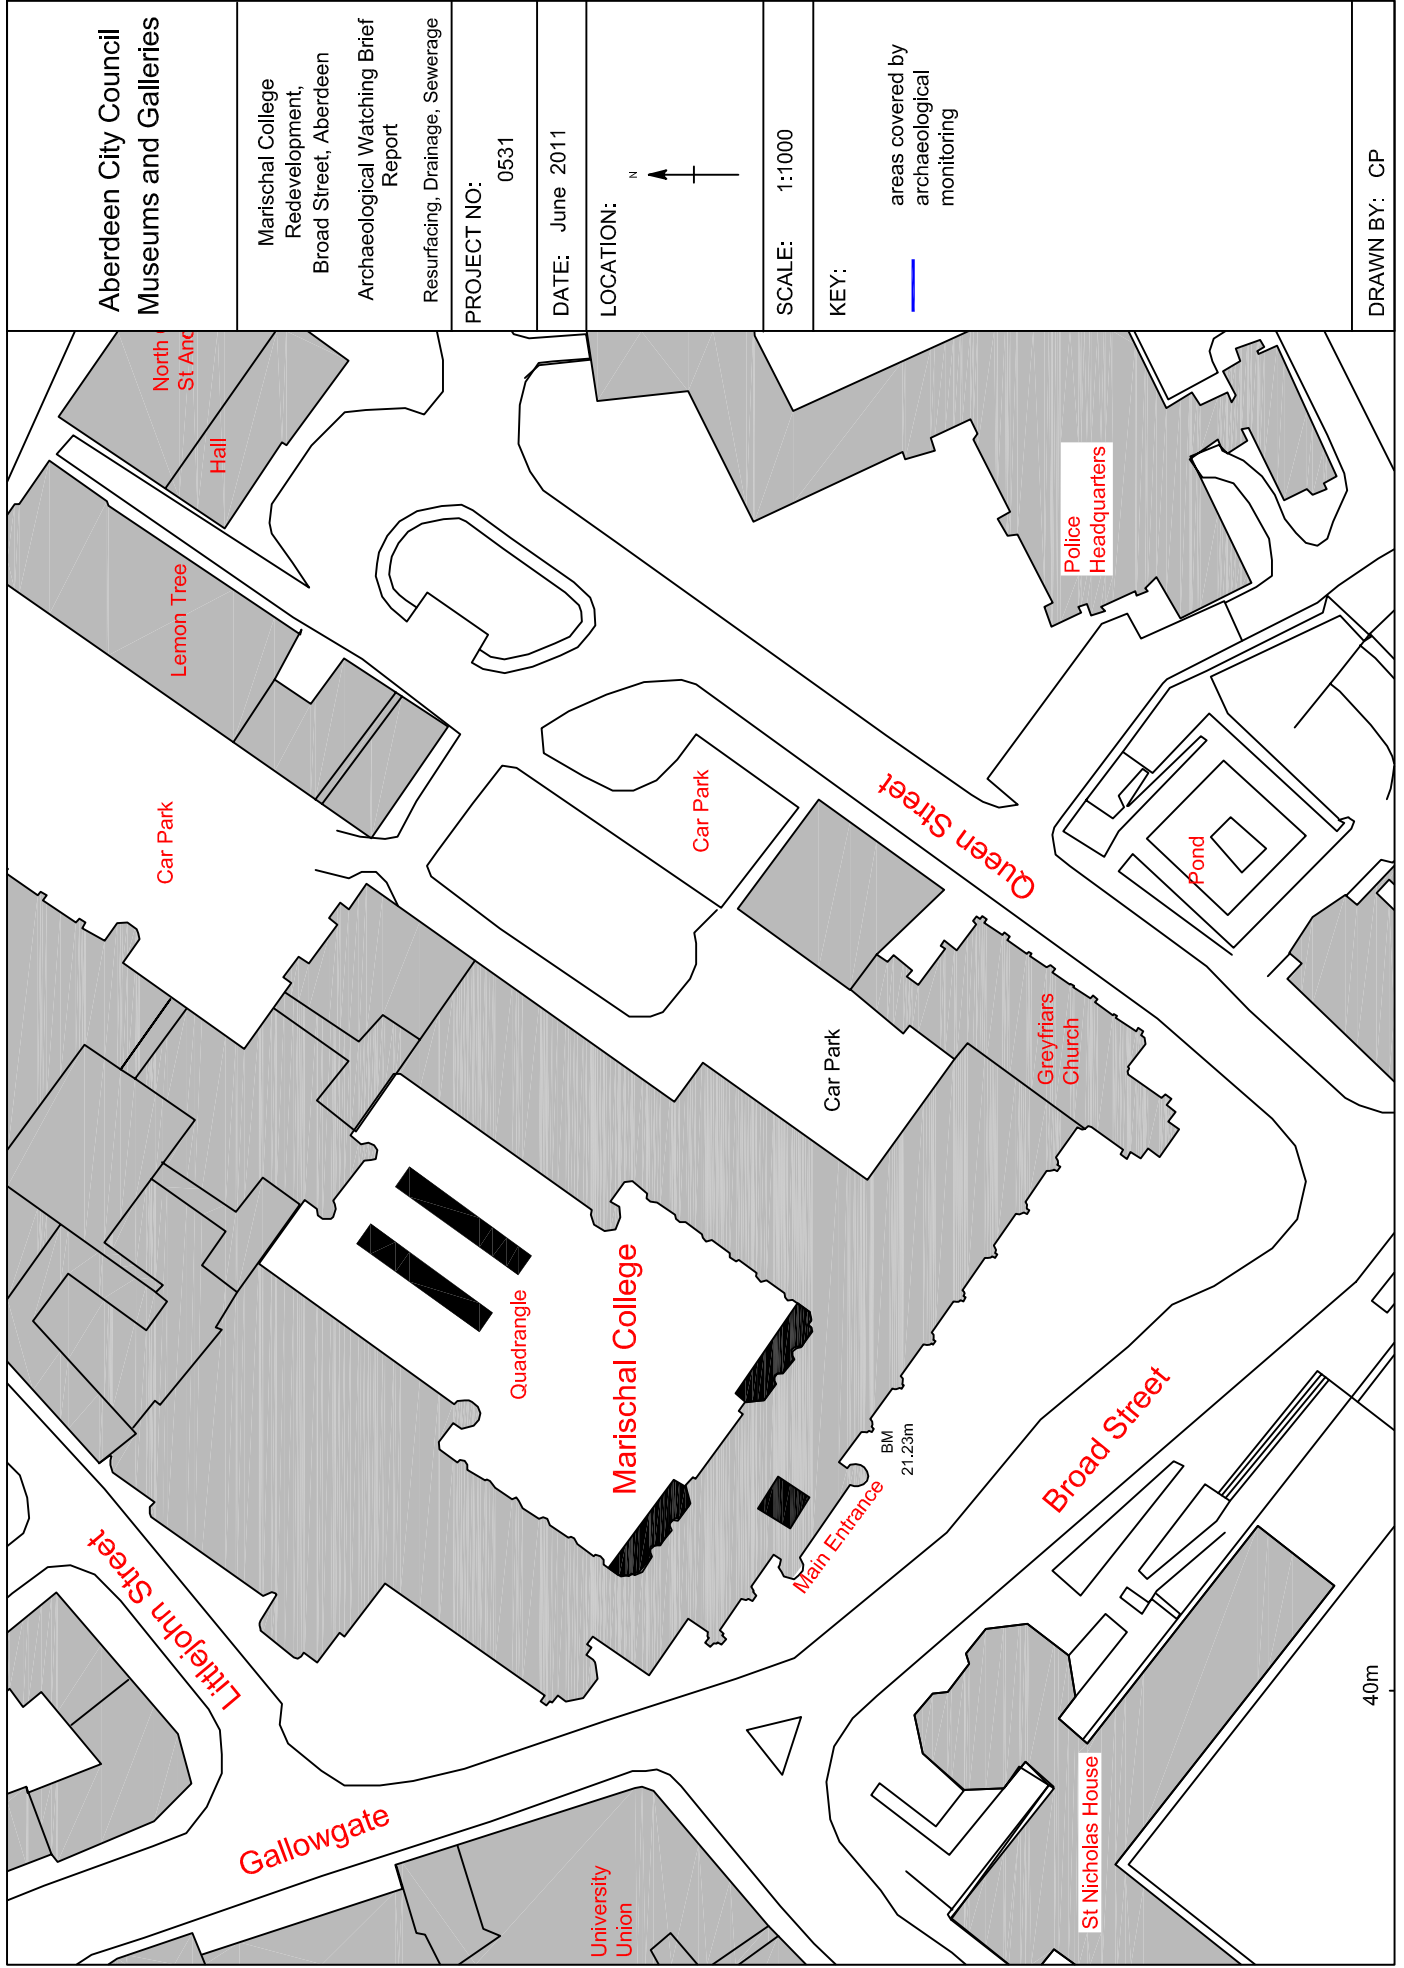 Aberdeen City Council
Museums and Galleries
Marischal College
Redevelopment,
Broad Street, Aberdeen
Archaeological Watching Brief
Report
Resurfacing, Drainage, Sewerage
PROJECT NO:
0531
DATE: June 2011
LOCATION:
N
SCALE: 1:1000
KEY:
areas covered by
archaeological
monitoring
DRAWN BY: CP
North
St And
Hall
Lemon Tree
Car Park
Car Park
Car Park
Police
Headquarters
Queen Street
Pond
Greyfriars
Church
Quadrangle
Marischal College
Main Entrance
BM
21.23m
Broad Street
Littlejohn Street
Gallowgate
University
Union
St Nicholas House
40m